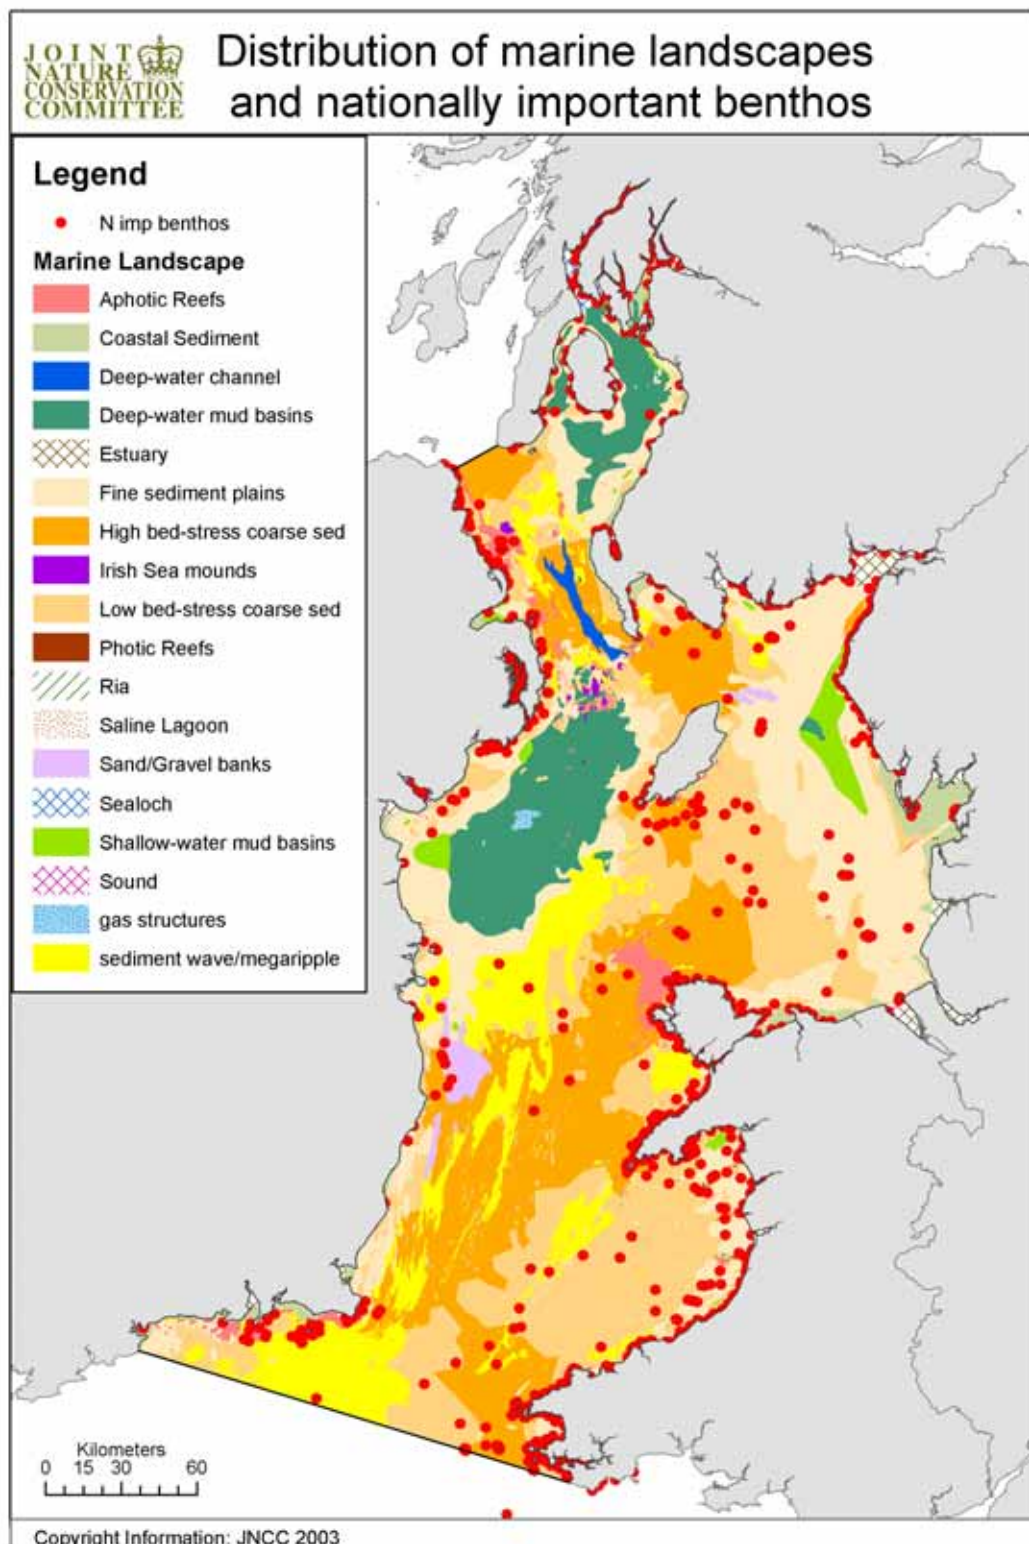 JOINT
NATURE
CONSERVATION
COMMITTEE
Distribution of marine landscapes
and nationally important benthos
Legend
N imp benthos
Marine Landscape
Aphotic Reefs
Coastal Sediment
Deep-water channel
Deep-water mud basins
Estuary
Fine sediment plains
High bed-stress coarse sed
Irish Sea mounds
Low bed-stress coarse sed
Photic Reefs
Ria
Saline Lagoon
Sand/Gravel banks
Sealoch
Shallow-water mud basins
Sound
gas structures
sediment wave/megaripple
Kilometers
0 15 30 60
Copyright Information: JNCC 2003